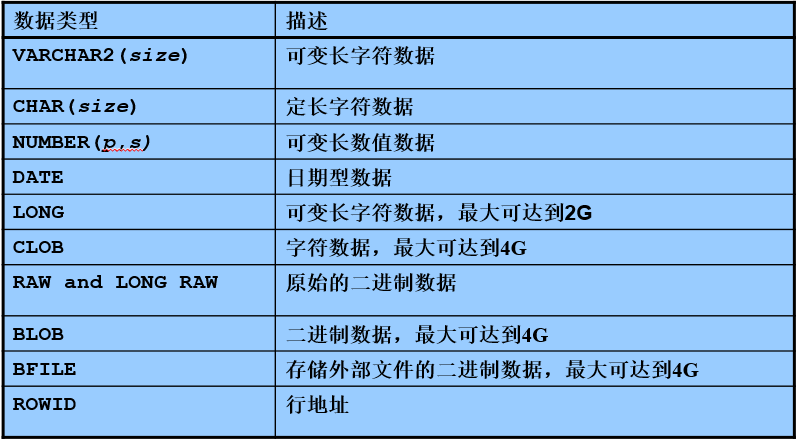 数据类型 描述
VARCHAR2(size) 可变长字符数据
CHAR(size) 定长字符数据
NUMBER(p,s) 可变长数值数据
DATE 日期型数据
LONG 可变长字符数据，最大可达到2G
CLOB 字符数据，最大可达到4G
RAW and LONG RAW 原始的二进制数据
BLOB 二进制数据，最大可达到4G
BFILE 存储外部文件的二进制数据，最大可达到4G
ROWID 行地址